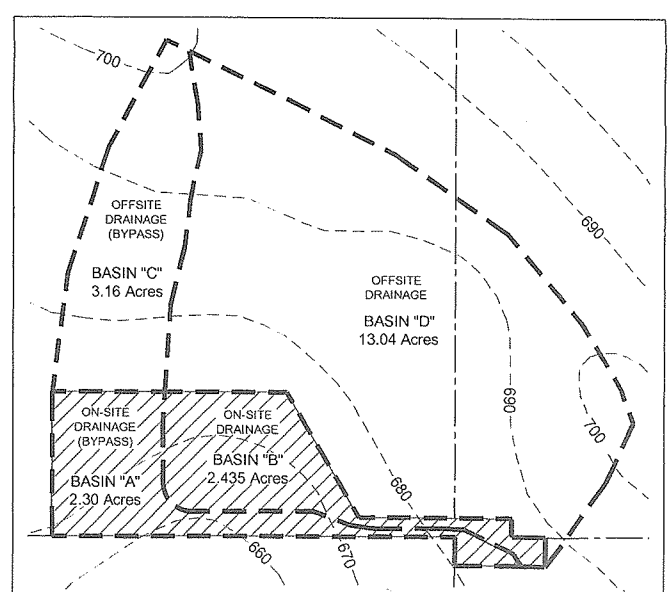 700
690
OFFSITE
DRAINAGE
(BYPASS)
BASIN "C"
3.16 Acres
OFFSITE
DRAINAGE
BASIN "D"
13.04 Acres
690
700
ON-SITE
DRAINAGE
(BYPASS)
BASIN "A"
2.30 Acres
ON-SITE
DRAINAGE
BASIN "B"
2.435 Acres
680
660
670